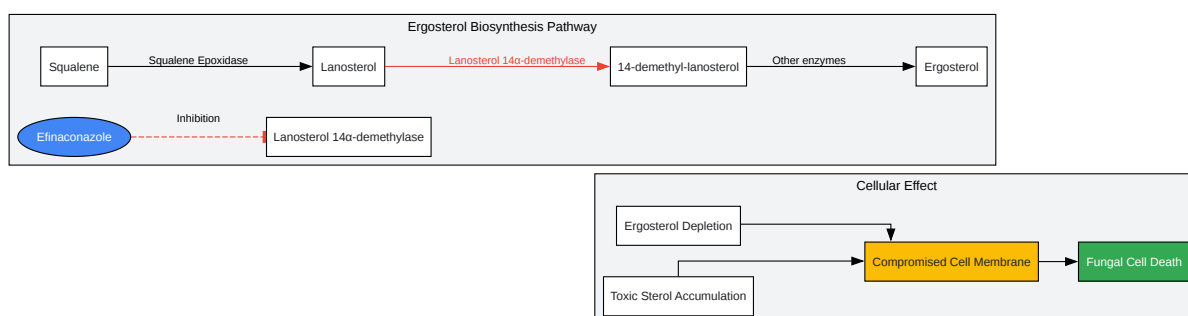 Ergosterol Biosynthesis Pathway
Squalene
Squalene Epoxidase
Lanosterol
Lanosterol 14α-demethylase
14-demethyl-lanosterol
Other enzymes
Ergosterol
Efinaconazole
Inhibition
Lanosterol 14α-demethylase
Cellular Effect
Ergosterol Depletion
Compromised Cell Membrane
Fungal Cell Death
Toxic Sterol Accumulation